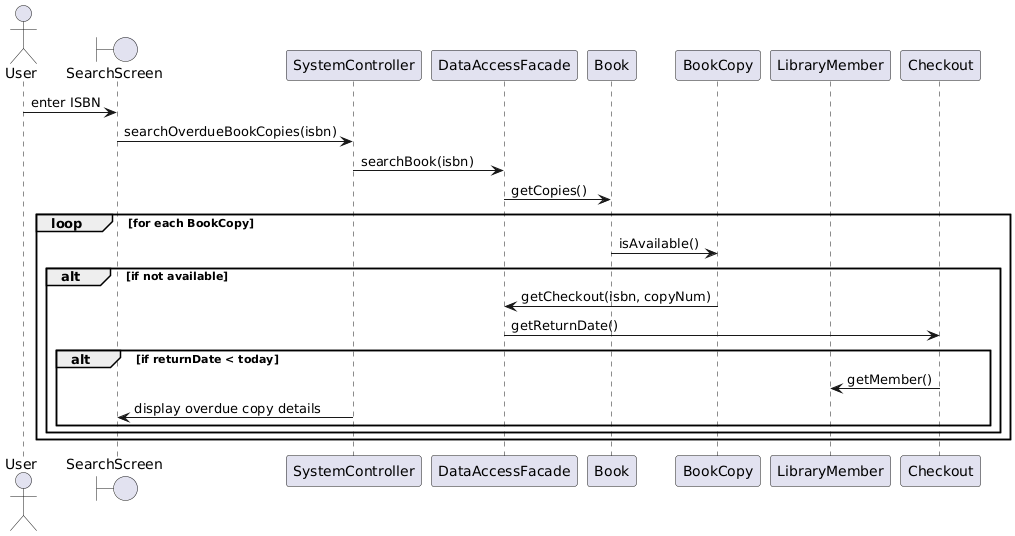 User
SearchScreen
SystemController
DataAccessFacade
Book
BookCopy
LibraryMember
Checkout
enter ISBN
searchOverdueBookCopies(isbn)
searchBook(isbn)
getCopies()
loop [for each BookCopy]
isAvailable()
alt [if not available]
getCheckout(isbn, copyNum)
getReturnDate()
alt [if returnDate < today]
getMember()
display overdue copy details
User
SearchScreen
SystemController
DataAccessFacade
Book
BookCopy
LibraryMember
Checkout